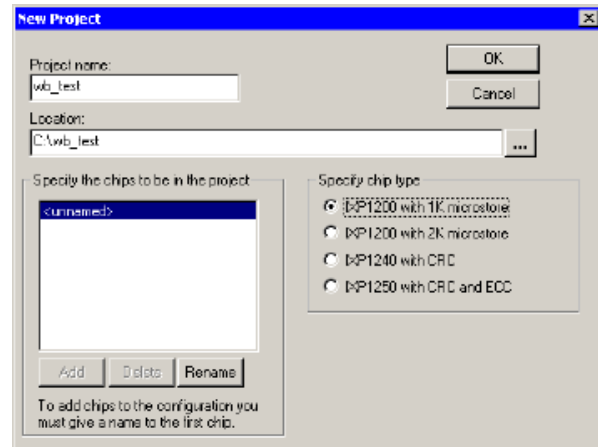 New Project
Project name:
wb_test
OK
Cancel
Location:
C:\wb_test
...
Specify the chips to be in the project
<unnamed>
Add
Delete
Rename
To add chips to the configuration you
must give a name to the first chip.
Specify chip type
IXP1200 with 1K microstore
IXP1200 with 2K microstore
IXP1240 with CRC
IXP1250 with CRC and ECC